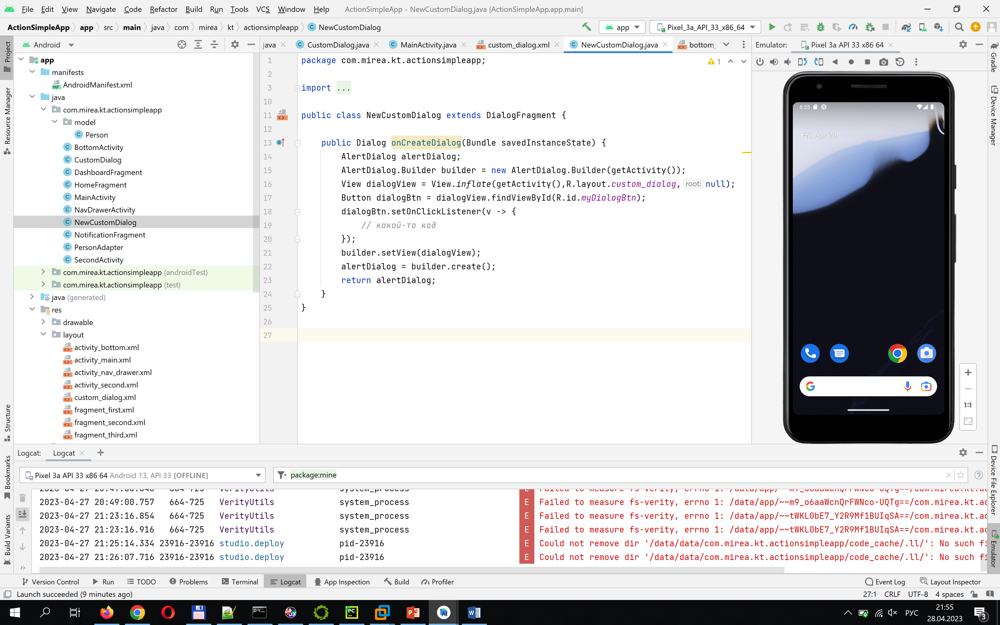 File Edit View Navigate Code Refactor Build Run Tools VCS Window Help ActionSimpleApp - NewCustomDialog.java [ActionSimpleApp.app.main]
ActionSimpleApp app src main java com mirea kt actionsimpleapp NewCustomDialog app Pixel_3a_API_33_x86_64
Android
.java CustomDialog.java MainActivity.java custom_dialog.xml NewCustomDialog.java bottom_
Emulator: Pixel 3a API 33 x86 64
Project
Resource Manager
Structure
Bookmarks
Build Variants
app
manifests
AndroidManifest.xml
java
com.mirea.kt.actionsimpleapp
model
Person
BottomActivity
CustomDialog
DashboardFragment
HomeFragment
MainActivity
NavDrawerActivity
NewCustomDialog
NotificationFragment
PersonAdapter
SecondActivity
com.mirea.kt.actionsimpleapp (androidTest)
com.mirea.kt.actionsimpleapp (test)
java (generated)
res
drawable
layout
activity_bottom.xml
activity_main.xml
activity_nav_drawer.xml
activity_second.xml
custom_dialog.xml
fragment_first.xml
fragment_second.xml
fragment_third.xml
1 package com.mirea.kt.actionsimpleapp; 1
2
3 import ...
10
11 public class NewCustomDialog extends DialogFragment {
12
13 public Dialog onCreateDialog(Bundle savedInstanceState) {
14 AlertDialog alertDialog;
15 AlertDialog.Builder builder = new AlertDialog.Builder(getActivity());
16 View dialogView = View.inflate(getActivity(),R.layout.custom_dialog, root: null);
17 Button dialogBtn = dialogView.findViewById(R.id.myDialogBtn);
18 dialogBtn.setOnClickListener(v -> {
19 // какой-то код
20 });
21 builder.setView(dialogView);
22 alertDialog = builder.create();
23 return alertDialog;
24 }
25 }
26
27
6:55
Fri, Apr 28
1:1
Gradle
Device Manager
Device File Explorer
Emulator
Logcat: Logcat
Pixel 3a API 33 x86 64 Android 13, API 33 [OFFLINE] package:mine
2023-04-27 20:49:00.757 664-725 VerityUtils system_process E Failed to measure fs-verity, errno 1: /data/app/~~m9_o6aaWcnQrFWNco-UQTg==/com.mirea.kt.ac
2023-04-27 21:23:16.854 664-725 VerityUtils system_process E Failed to measure fs-verity, errno 1: /data/app/~~tWKL0bE7_Y2R9Mf1BUIqSA==/com.mirea.kt.ac
2023-04-27 21:23:16.916 664-725 VerityUtils system_process E Failed to measure fs-verity, errno 1: /data/app/~~tWKL0bE7_Y2R9Mf1BUIqSA==/com.mirea.kt.ac
2023-04-27 21:25:14.334 23916-23916 studio.deploy pid-23916 E Could not remove dir '/data/data/com.mirea.kt.actionsimpleapp/code_cache/.ll/': No such fi
2023-04-27 21:26:07.716 23916-23916 studio.deploy pid-23916 E Could not remove dir '/data/data/com.mirea.kt.actionsimpleapp/code_cache/.ll/': No such fi
Version Control Run TODO Problems Terminal Logcat App Inspection Build Profiler Event Log Layout Inspector
Launch succeeded (9 minutes ago) 27:1 CRLF UTF-8 4 spaces
РУС
21:55
28.04.2023
3